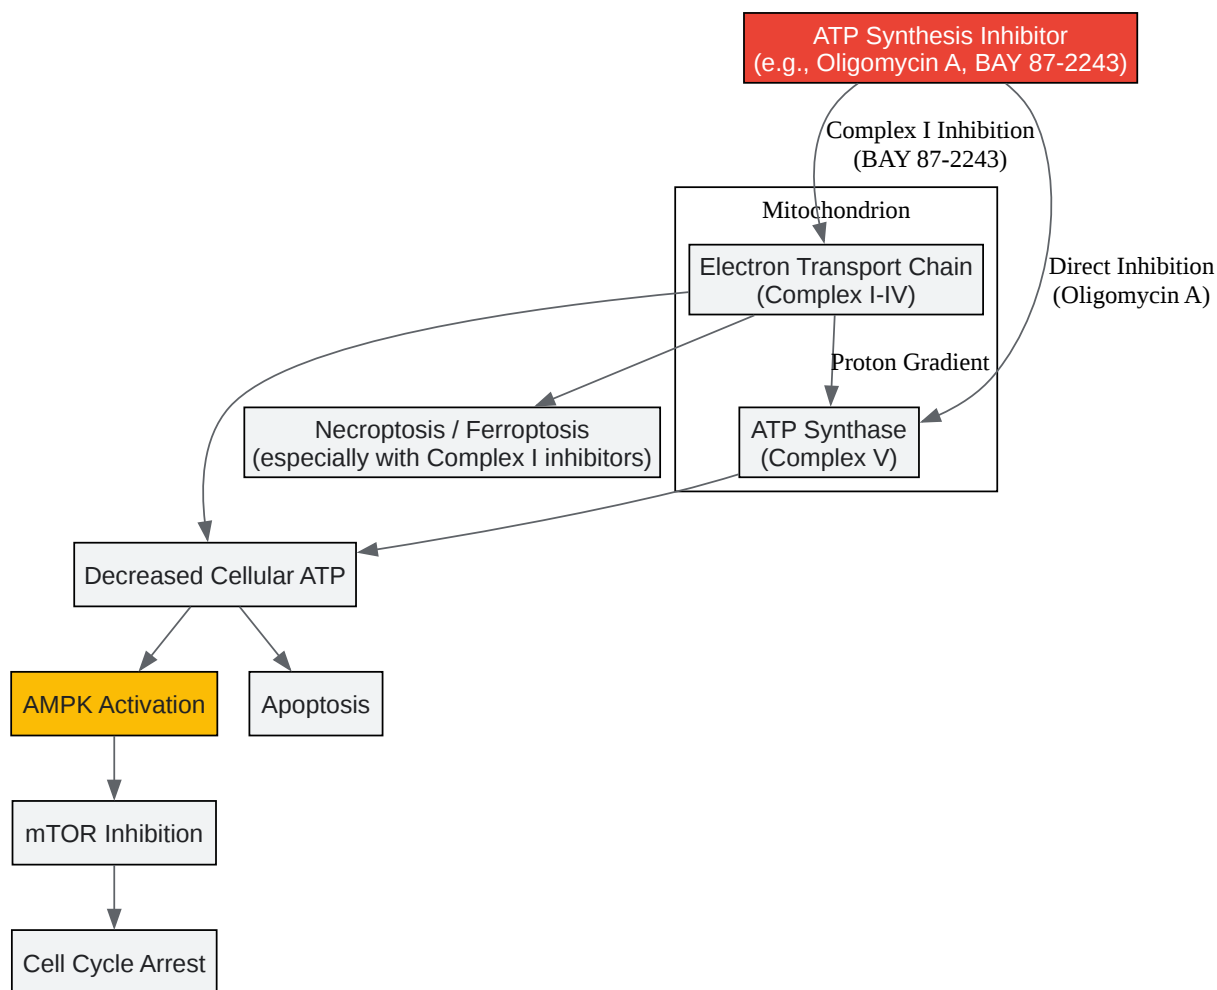 ATP Synthesis Inhibitor
(e.g., Oligomycin A, BAY 87-2243)
Complex I Inhibition
(BAY 87-2243)
Mitochondrion
Electron Transport Chain
(Complex I-IV)
Direct Inhibition
(Oligomycin A)
Proton Gradient
Necroptosis / Ferroptosis
(especially with Complex I inhibitors)
ATP Synthase
(Complex V)
Decreased Cellular ATP
AMPK Activation
Apoptosis
mTOR Inhibition
Cell Cycle Arrest